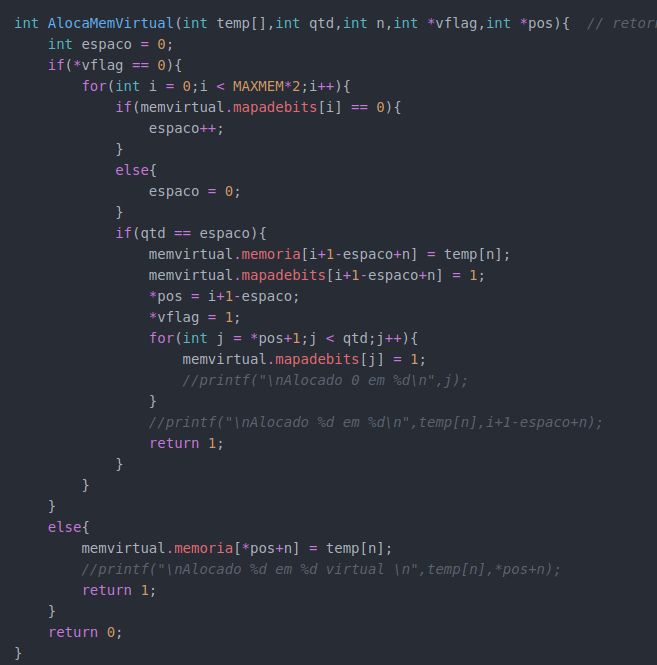 int AlocaMemVirtual(int temp[],int qtd,int n,int *vflag,int *pos){  //
    int espaco = 0;
    if(*vflag == 0){
        for(int i = 0;i < MAXMEM*2;i++){
            if(memvirtual.mapadebits[i] == 0){
                espaco++;
            }
            else{
                espaco = 0;
            }
            if(qtd == espaco){
                memvirtual.memoria[i+1-espaco+n] = temp[n];
                memvirtual.mapadebits[i+1-espaco+n] = 1;
                *pos = i+1-espaco;
                *vflag = 1;
                for(int j = *pos+1;j < qtd;j++){
                    memvirtual.mapadebits[j] = 1;
                    //printf("\nAlocado 0 em %d\n",j);
                }
                //printf("\nAlocado %d em %d\n",temp[n],i+1-espaco+n);
                return 1;
            }
        }
    }
    else{
        memvirtual.memoria[*pos+n] = temp[n];
        //printf("\nAlocado %d em %d virtual \n",temp[n],*pos+n);
        return 1;
    }
    return 0;
}